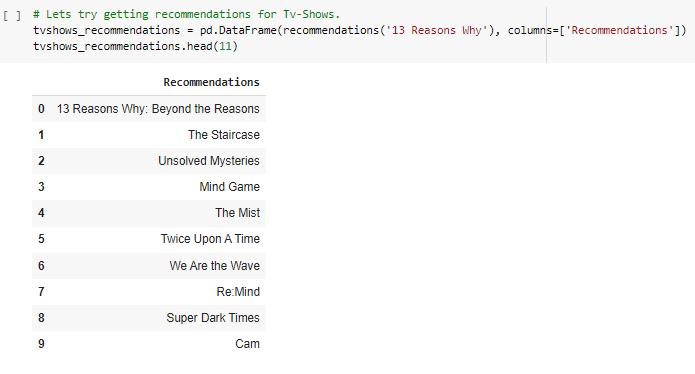 [ ] # Lets try getting recommendations for Tv-Shows.
tvshows_recommendations = pd.DataFrame(recommendations('13 Reasons Why'), columns=['Recommendations'])
tvshows_recommendations.head(11)
Recommendations
0 13 Reasons Why: Beyond the Reasons
1 The Staircase
2 Unsolved Mysteries
3 Mind Game
4 The Mist
5 Twice Upon A Time
6 We Are the Wave
7 Re:Mind
8 Super Dark Times
9 Cam